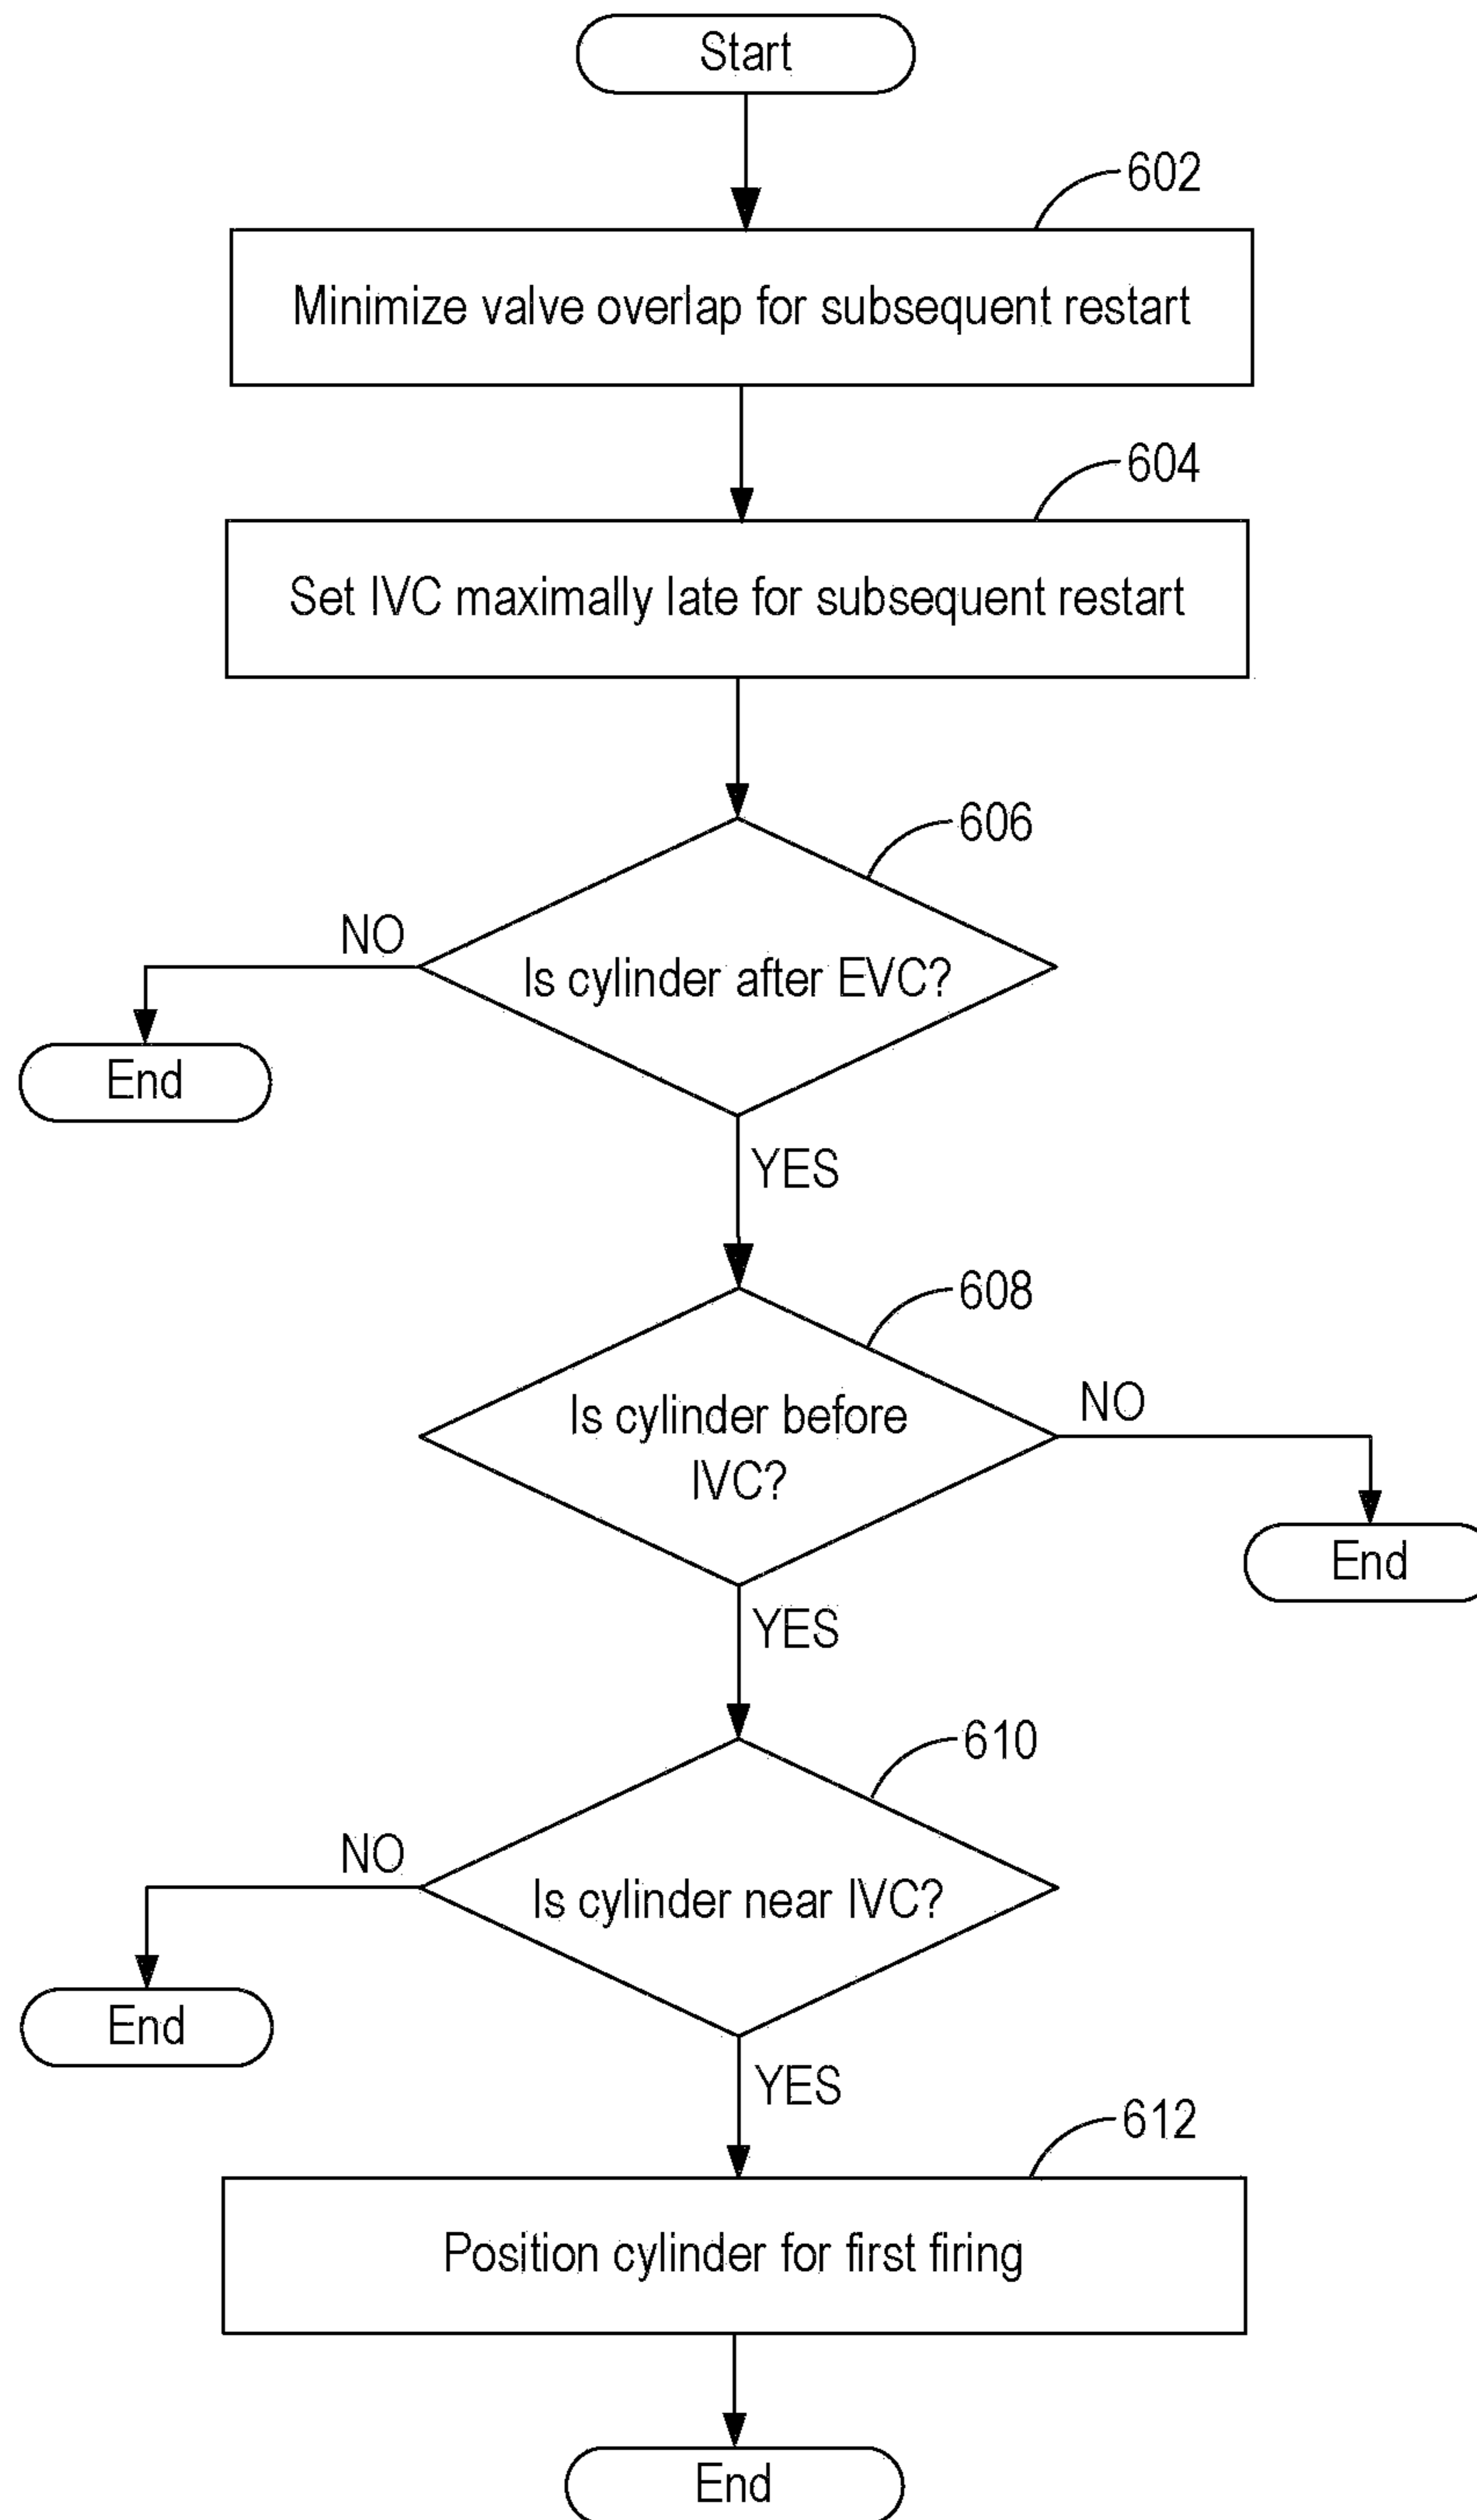 Start
602
Minimize valve overlap for subsequent restart
604
Set IVC maximally late for subsequent restart
606
NO
Is cylinder after EVC?
End
YES
608
Is cylinder before
IVC?
NO
End
YES
610
NO
Is cylinder near IVC?
End
YES
612
Position cylinder for first firing
End